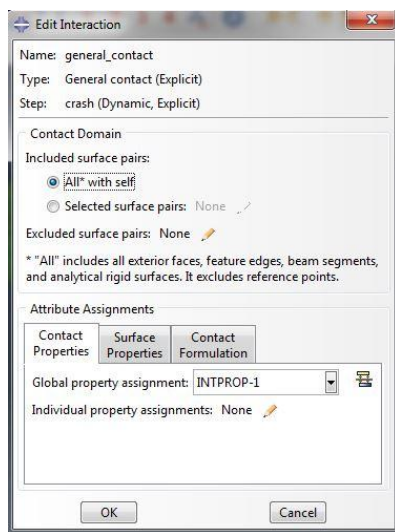 Edit Interaction
Name: general_contact
Type: General contact (Explicit)
Step: crash (Dynamic, Explicit)
Contact Domain
Included surface pairs:
All* with self
Selected surface pairs: None
Excluded surface pairs: None
* "All" includes all exterior faces, feature edges, beam segments,
and analytical rigid surfaces. It excludes reference points.
Attribute Assignments
Contact Properties
Surface Properties
Contact Formulation
Global property assignment: INTPROP-1
Individual property assignments: None
OK Cancel